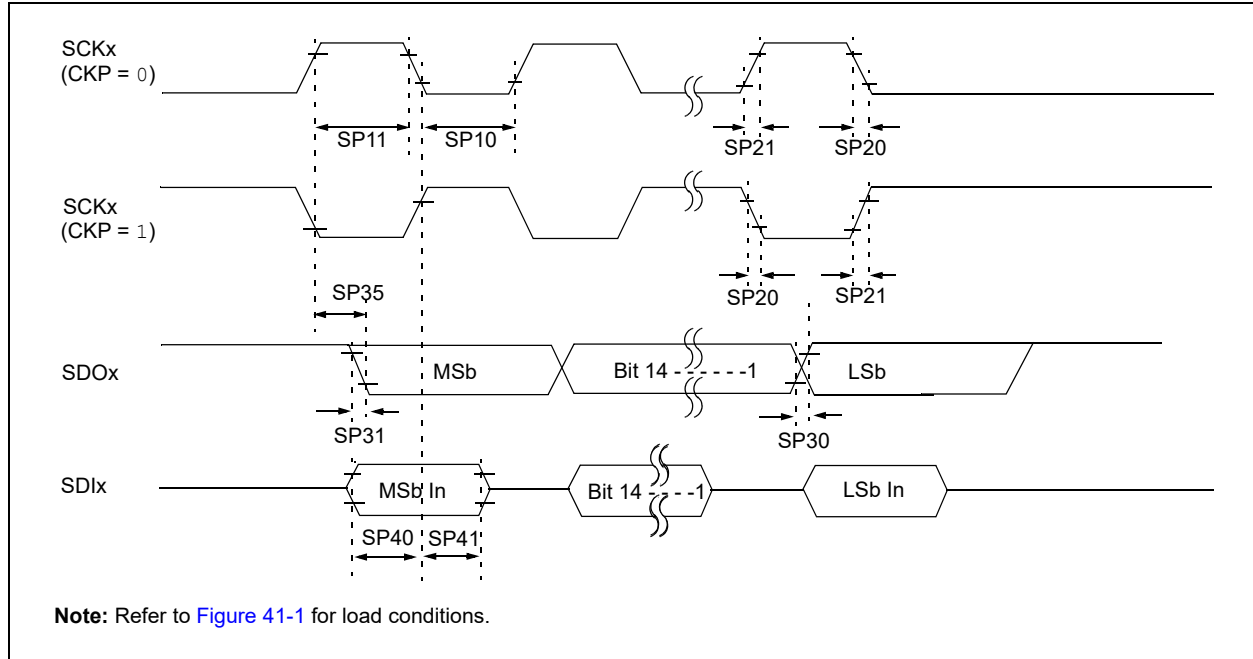 SCKx
(CKP = 0)
SP11
SP10
SP21
SP20
SCKx
(CKP = 1)
SP35
SP20
SP21
SDOx
MSb
Bit 14 - - - - - -1
LSb
SP31
SP30
SDIx
MSb In
Bit 14 - - - - -1
LSb In
SP40
SP41
Note: Refer to Figure 41-1 for load conditions.